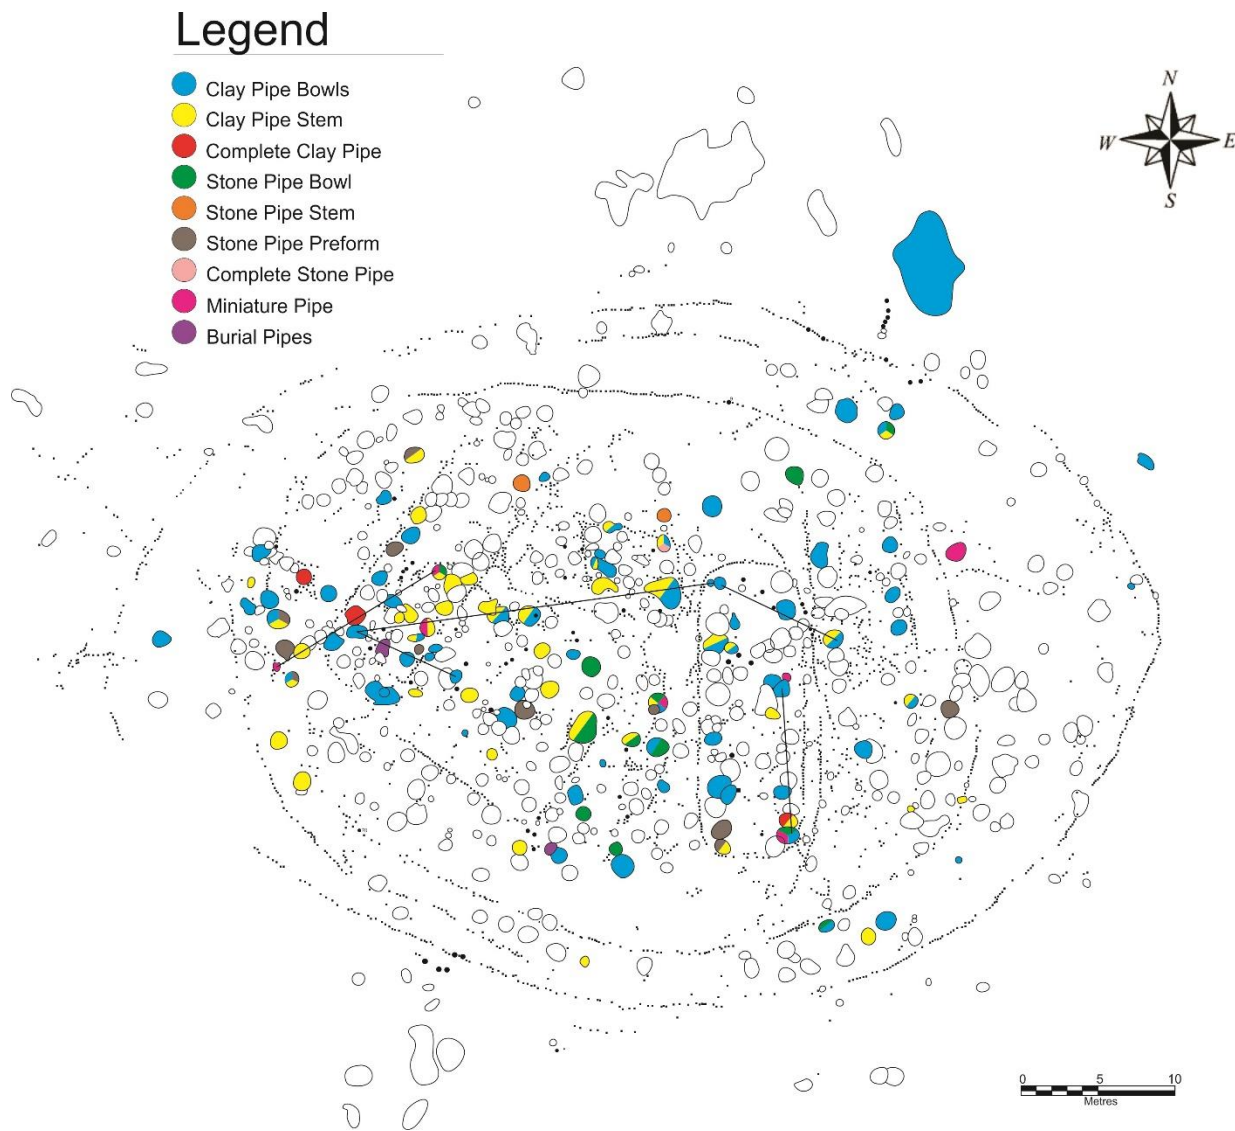 Legend
Clay Pipe Bowls
Clay Pipe Stem
Complete Clay Pipe
Stone Pipe Bowl
Stone Pipe Stem
Stone Pipe Preform
Complete Stone Pipe
Miniature Pipe
Burial Pipes
N
W E
S
0 5 10
Metres